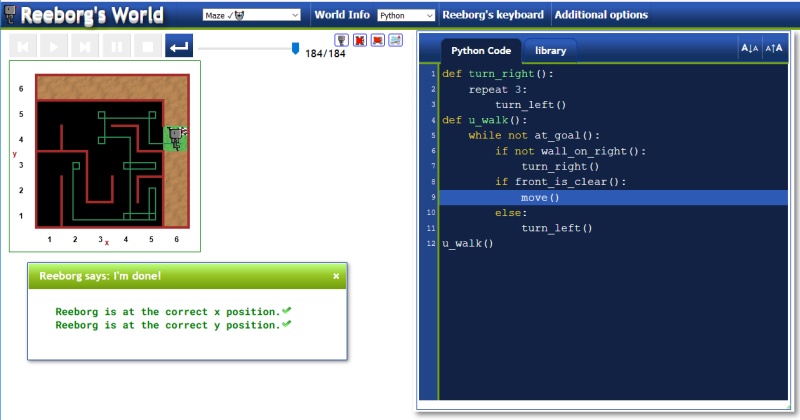 Reeborg's World
Maze ✓
World Info
Python
Reeborg's keyboard
Additional options
184/184
Python Code
library
A↓A
A↑A
6
5
4
y
3
2
1
1 2 3 x 4 5 6
Reeborg says: I'm done! ×
Reeborg is at the correct x position.✓
Reeborg is at the correct y position.✓
1 def turn_right():
2 repeat 3:
3 turn_left()
4 def u_walk():
5 while not at_goal():
6 if not wall_on_right():
7 turn_right()
8 if front_is_clear():
9 move()
10 else:
11 turn_left()
12 u_walk()